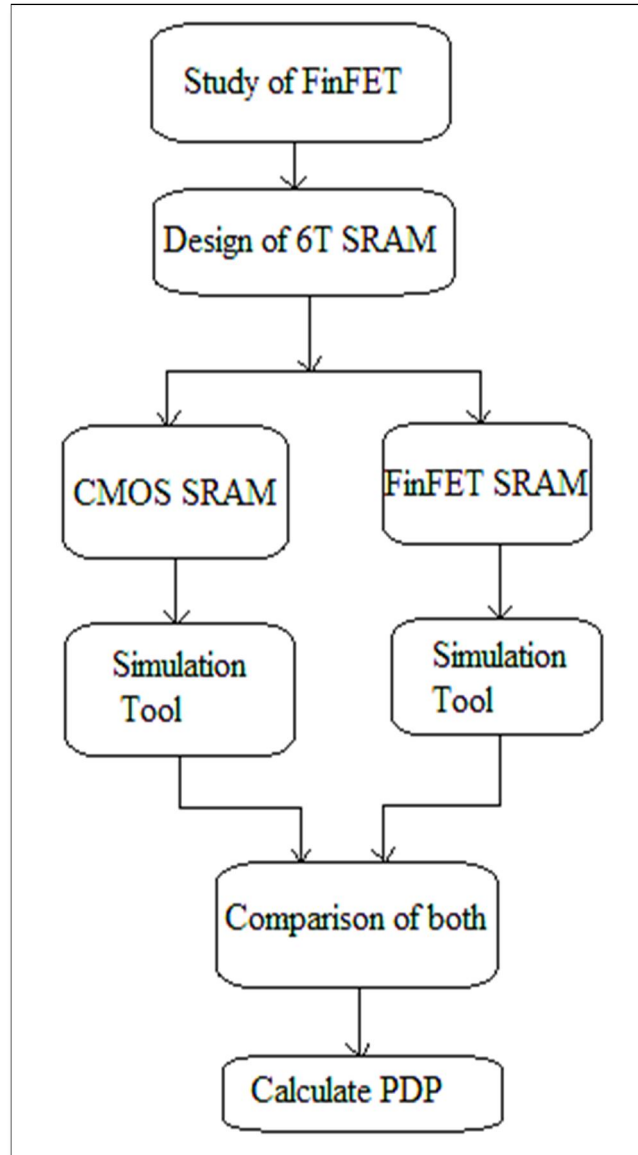 Study of FinFET
Design of 6T SRAM
CMOS SRAM
FinFET SRAM
Simulation
Tool
Simulation
Tool
Comparison of both
Calculate PDP